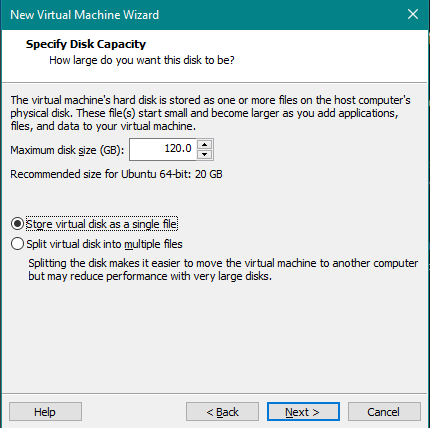 New Virtual Machine Wizard
Specify Disk Capacity
How large do you want this disk to be?
The virtual machine's hard disk is stored as one or more files on the host computer's
physical disk. These file(s) start small and become larger as you add applications,
files, and data to your virtual machine.
Maximum disk size (GB): 120.0
Recommended size for Ubuntu 64-bit: 20 GB
Store virtual disk as a single file
Split virtual disk into multiple files
Splitting the disk makes it easier to move the virtual machine to another computer
but may reduce performance with very large disks.
Help < Back Next > Cancel